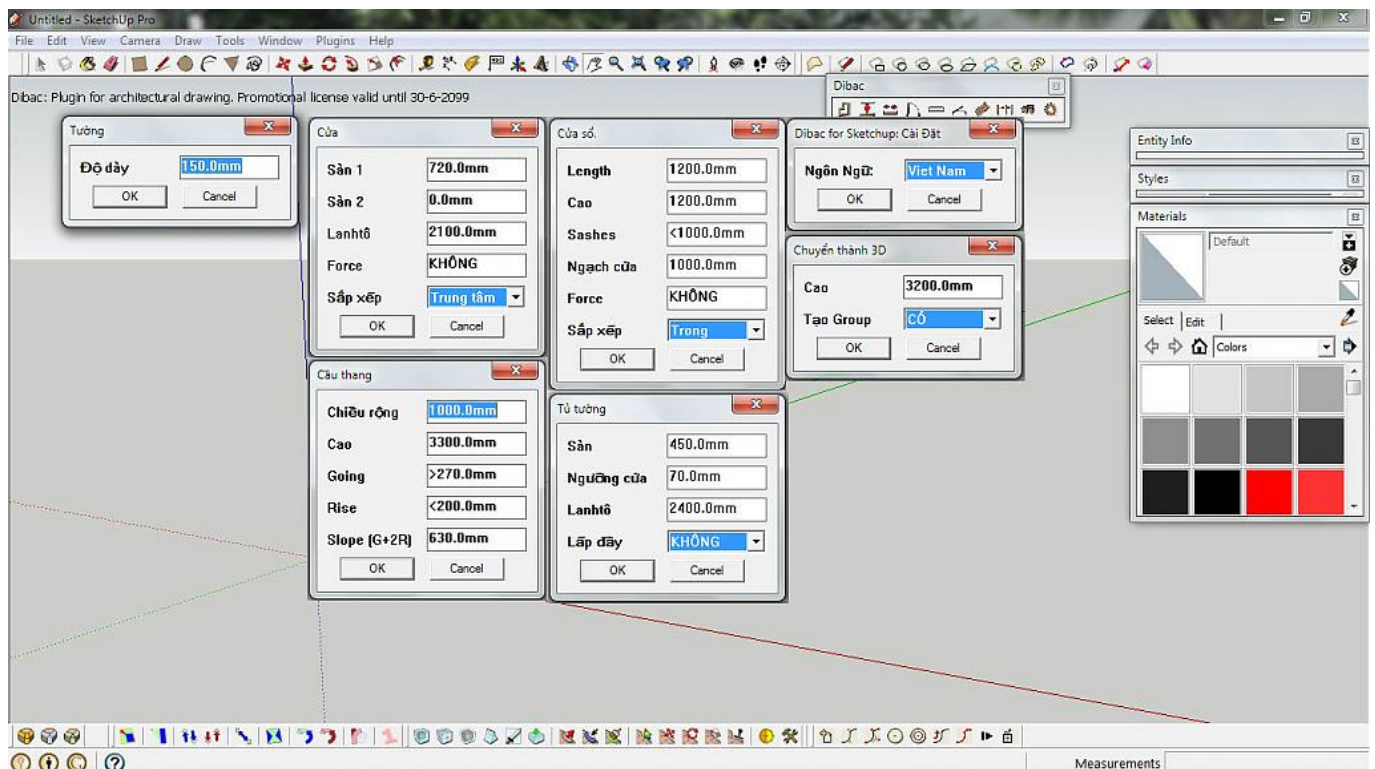 Untitled - SketchUp Pro
File Edit View Camera Draw Tools Window Plugins Help
Dibac: Plugin for architectural drawing. Promotional license valid until 30-6-2099
Dibac
Tường
Độ dày 150.0mm
OK Cancel
Cửa
Sàn 1 720.0mm
Sàn 2 0.0mm
Lanhtô 2100.0mm
Force KHÔNG
Sắp xếp Trung tâm
OK Cancel
Cửa sổ.
Length 1200.0mm
Cao 1200.0mm
Sashes <1000.0mm
Ngạch cửa 1000.0mm
Force KHÔNG
Sắp xếp Trong
OK Cancel
Dibac for Sketchup: Cài Đặt
Ngôn Ngữ: Viet Nam
OK Cancel
Chuyển thành 3D
Cao 3200.0mm
Tạo Group CÓ
OK Cancel
Cầu thang
Chiều rộng 1000.0mm
Cao 3300.0mm
Going >270.0mm
Rise <200.0mm
Slope (G+2R) 630.0mm
OK Cancel
Tủ tường
Sàn 450.0mm
Ngưỡng cửa 70.0mm
Lanhtô 2400.0mm
Lấp đầy KHÔNG
OK Cancel
Entity Info
Styles
Materials
Default
Select Edit
Colors
Measurements